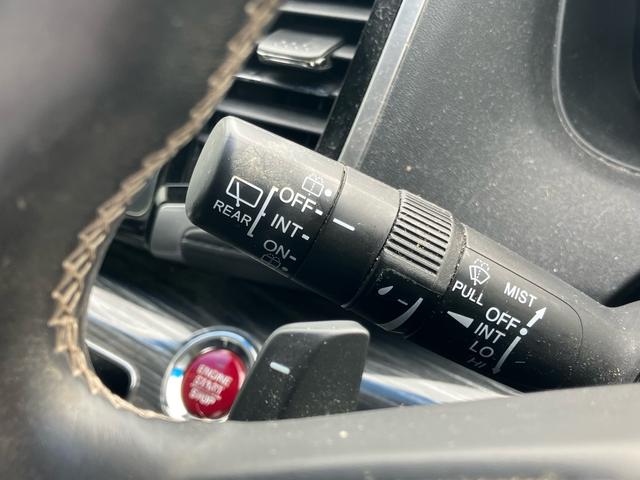 OFF
INT
REAR
ON
MIST
PULL
OFF
INT
LO
HI
ENGINE
START
STOP